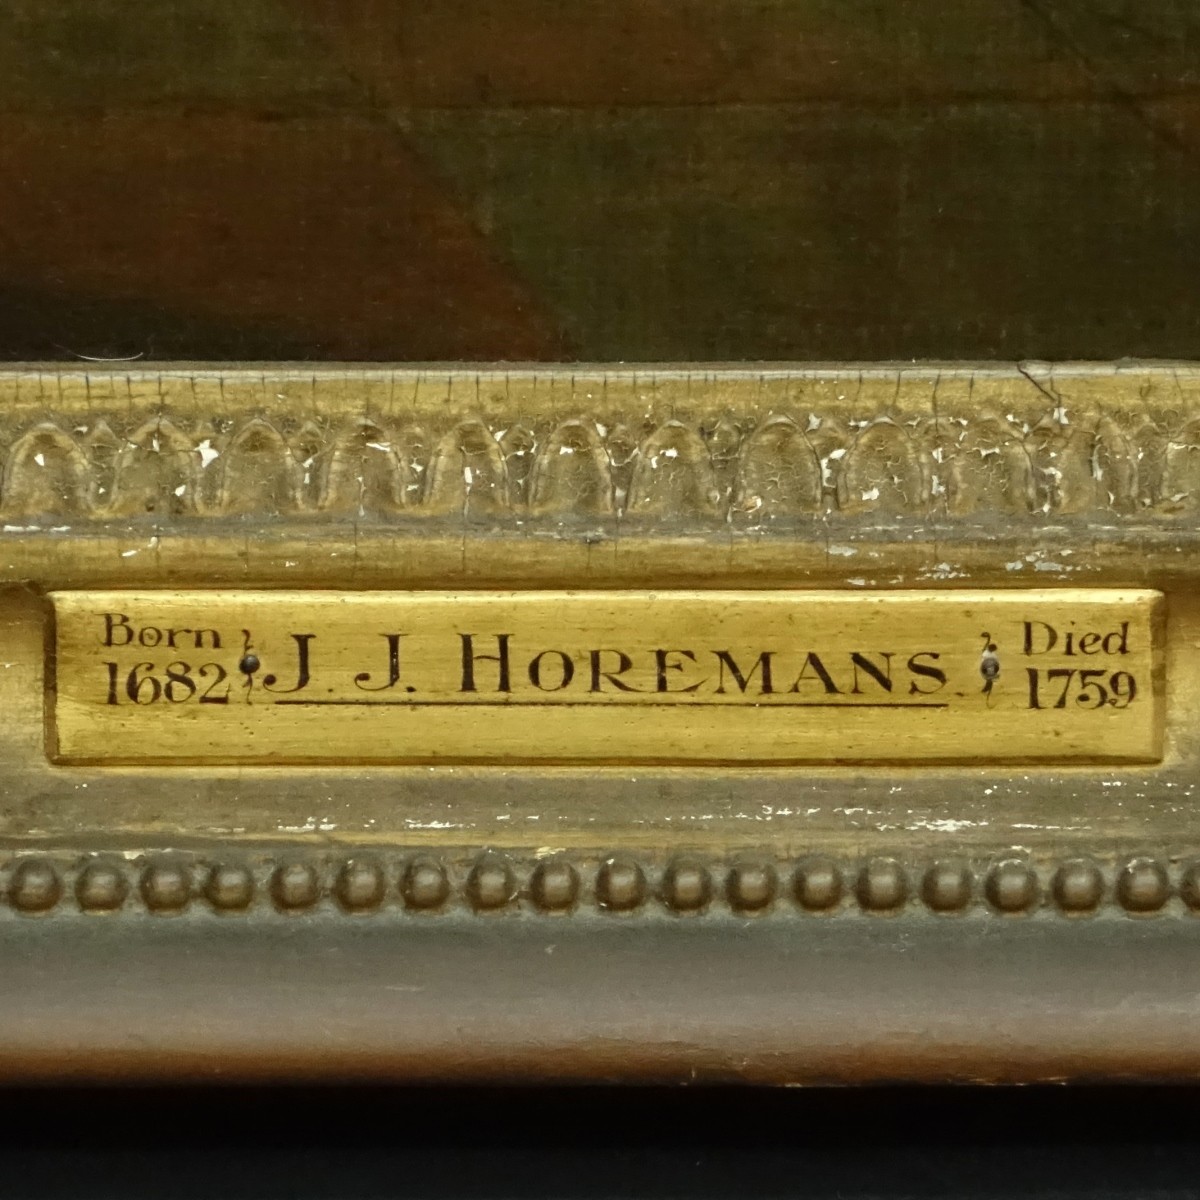 Born 1682
J. J. HOREMANS.
Died 1759